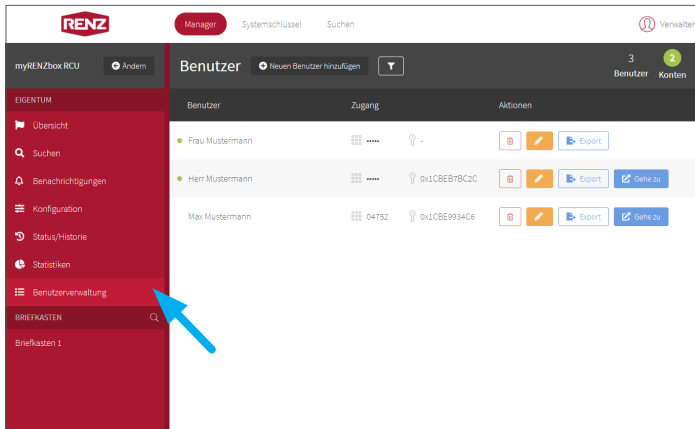 RENZ
Manager Systemschlüssel Suchen Verwalter
myRENZbox RCU Ändern
Benutzer Neuen Benutzer hinzufügen
3 2
Benutzer Konten
EIGENTUM
Übersicht
Suchen
Benachrichtigungen
Konfiguration
Status/Historie
Statistiken
Benutzerverwaltung
BRIEFKASTEN
Briefkasten 1
Benutzer Zugang Aktionen
Frau Mustermann ••••• - Export
Herr Mustermann ••••• 0x1CBEB7BC2C Export Gehe zu
Max Mustermann 04752 0x1CBE9934C6 Export Gehe zu